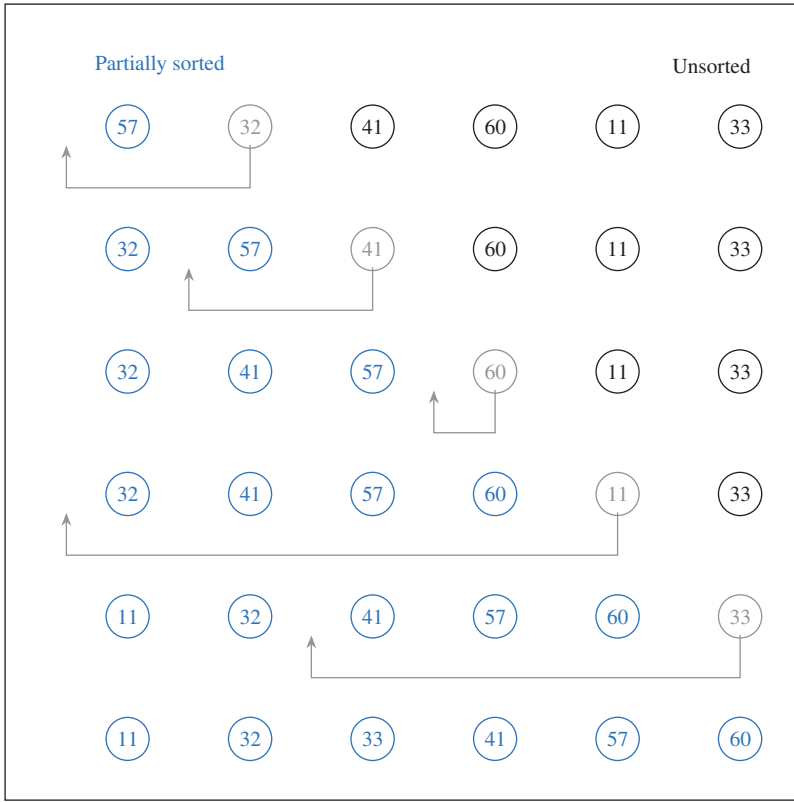 Partially sorted Unsorted
57 32 41 60 11 33
32 57 41 60 11 33
32 41 57 60 11 33
32 41 57 60 11 33
11 32 41 57 60 33
11 32 33 41 57 60